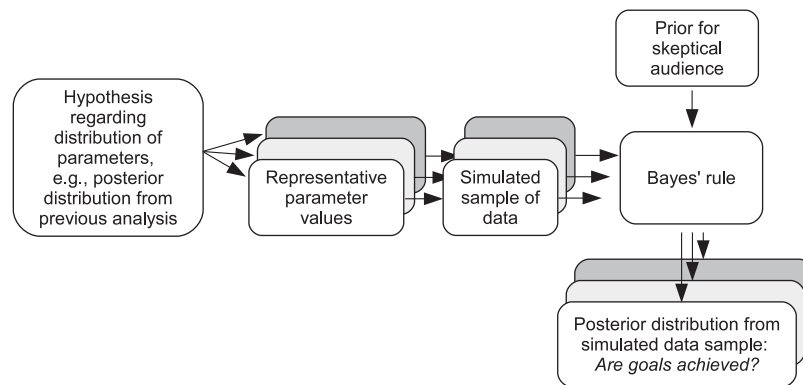 Prior for
skeptical
audience
Hypothesis
regarding
distribution of
parameters,
e.g., posterior
distribution from
previous analysis
Representative
parameter
values
Simulated
sample of
data
Bayes' rule
Posterior distribution from
simulated data sample:
Are goals achieved?